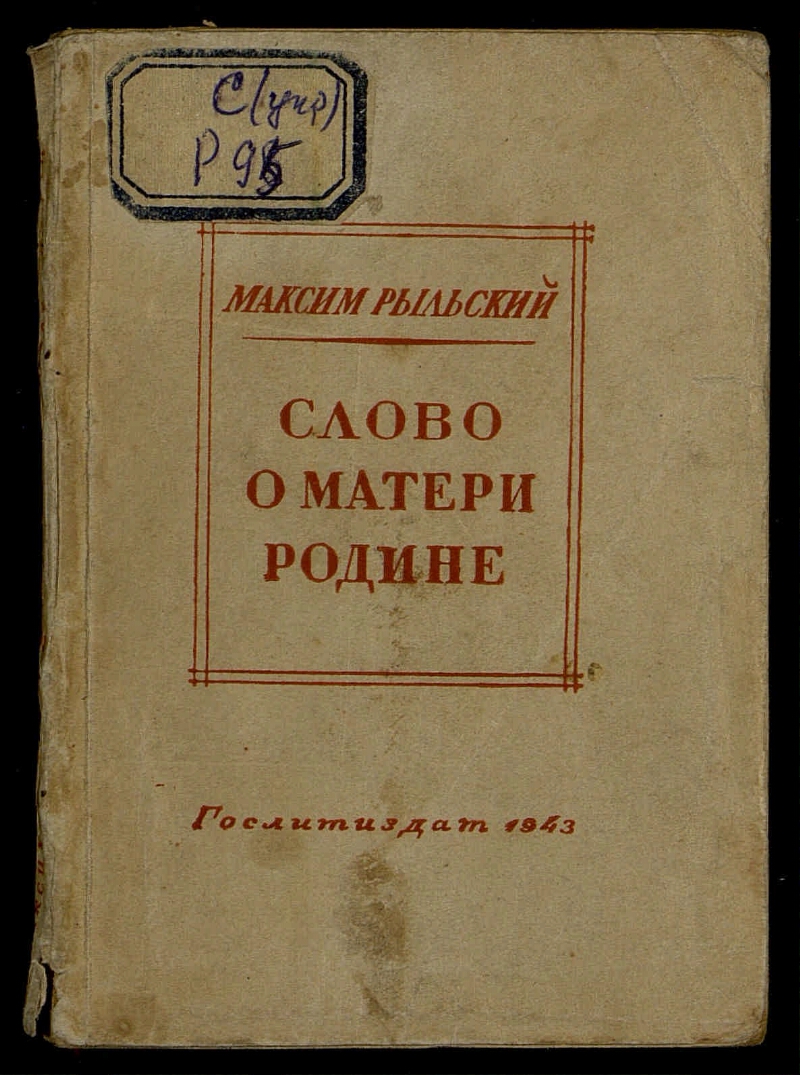 С(укр)
Р 95
МАКСИМ РЫЛЬСКИЙ
СЛОВО
О МАТЕРИ
РОДИНЕ
Гослитиздат 1943